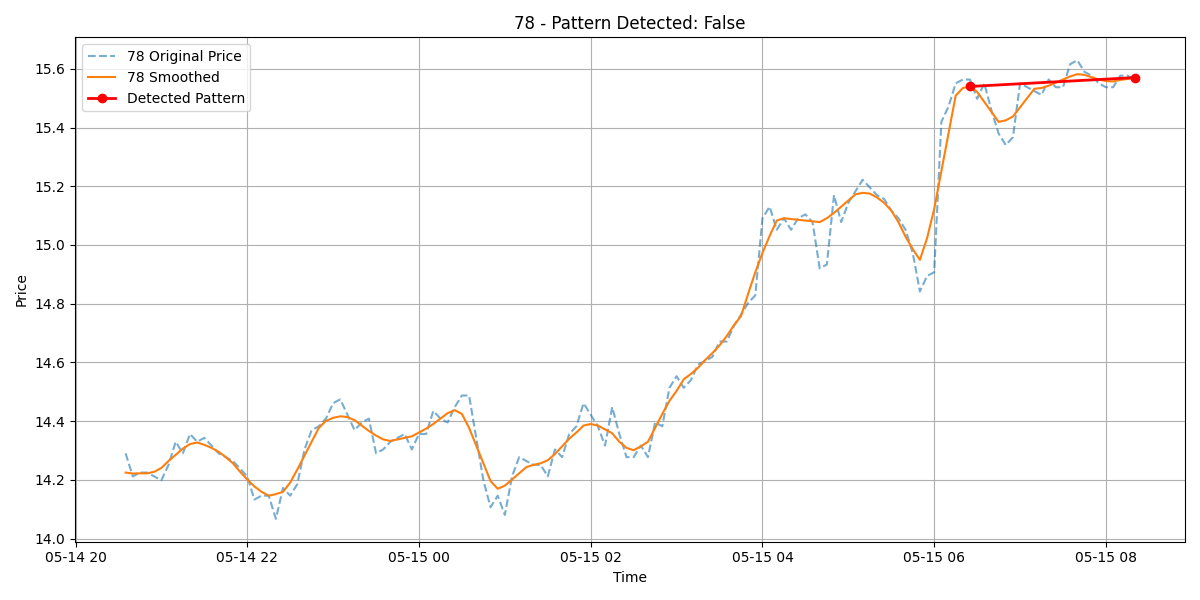 78 - Pattern Detected: False
78 Original Price
78 Smoothed
Detected Pattern
Price
15.6
15.4
15.2
15.0
14.8
14.6
14.4
14.2
14.0
05-14 20 05-14 22 05-15 00 05-15 02 05-15 04 05-15 06 05-15 08
Time